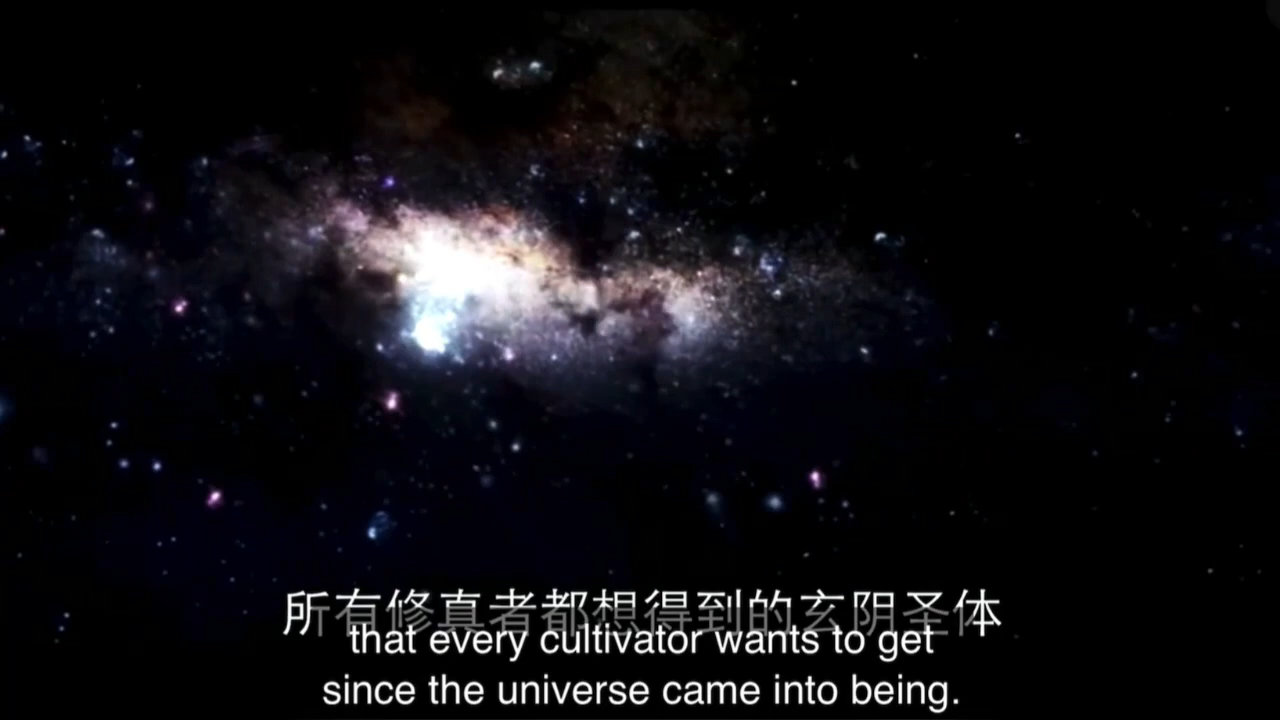 所有修真者都想得到的玄阴圣体
that every cultivator wants to get
since the universe came into being.